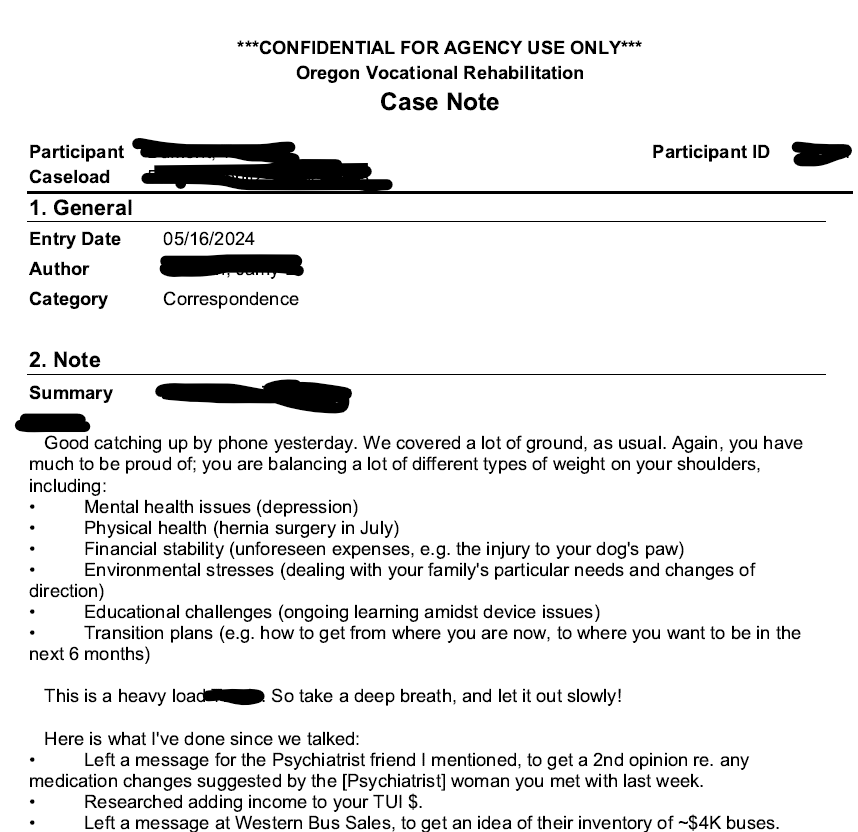 ***CONFIDENTIAL FOR AGENCY USE ONLY***
Oregon Vocational Rehabilitation
Case Note
Participant
Participant ID
Caseload
1. General
Entry Date 05/16/2024
Author
Category Correspondence
2. Note
Summary
Good catching up by phone yesterday. We covered a lot of ground, as usual. Again, you have
much to be proud of; you are balancing a lot of different types of weight on your shoulders,
including:
• Mental health issues (depression)
• Physical health (hernia surgery in July)
• Financial stability (unforeseen expenses, e.g. the injury to your dog's paw)
• Environmental stresses (dealing with your family's particular needs and changes of
direction)
• Educational challenges (ongoing learning amidst device issues)
• Transition plans (e.g. how to get from where you are now, to where you want to be in the
next 6 months)
This is a heavy load . So take a deep breath, and let it out slowly!
Here is what I've done since we talked:
• Left a message for the Psychiatrist friend I mentioned, to get a 2nd opinion re. any
medication changes suggested by the [Psychiatrist] woman you met with last week.
• Researched adding income to your TUI $.
• Left a message at Western Bus Sales, to get an idea of their inventory of ~$4K buses.